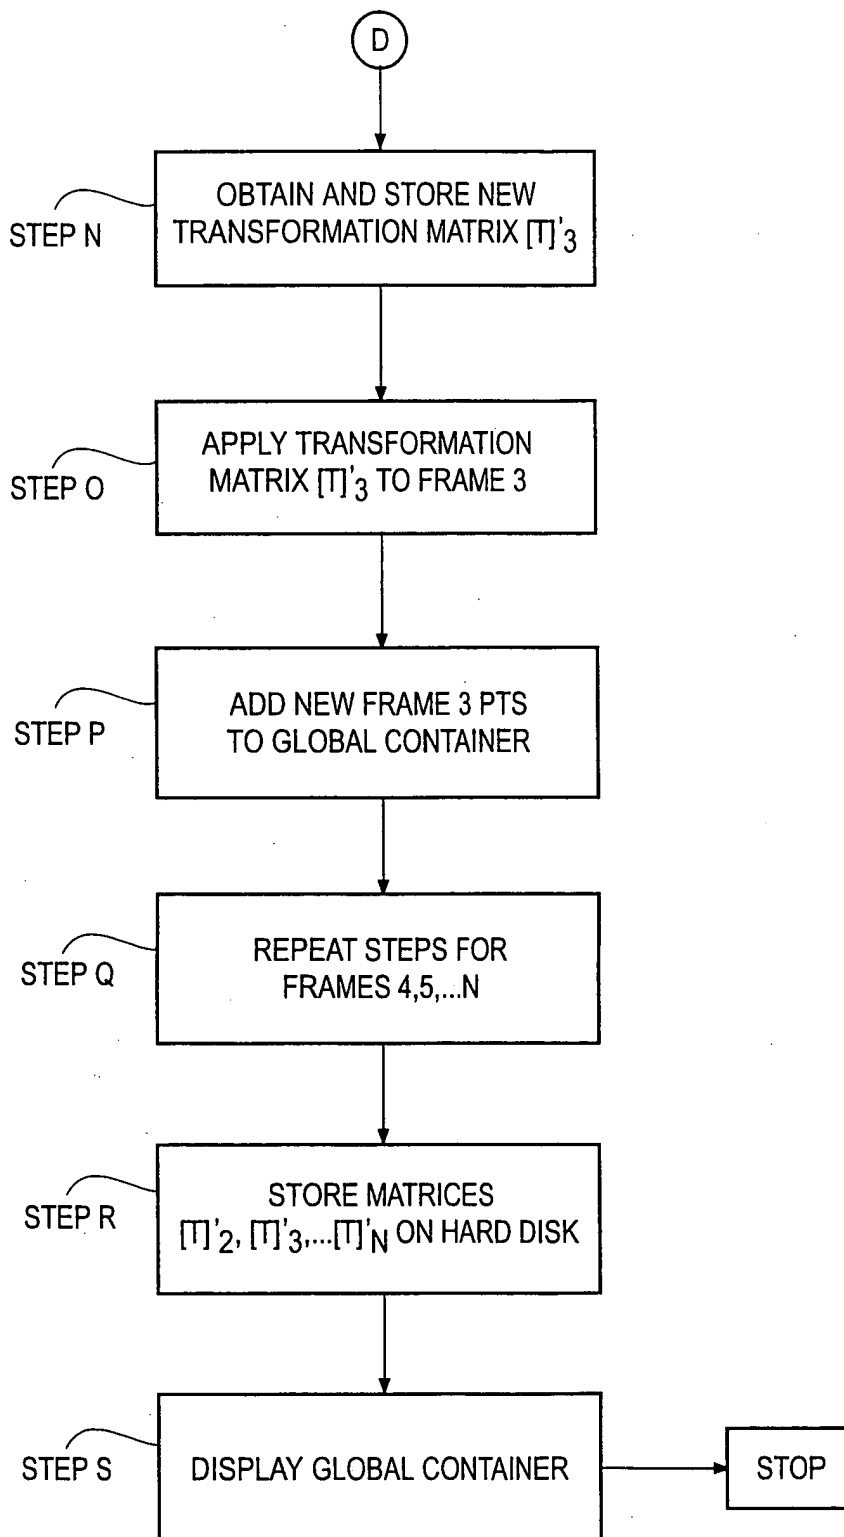 D
STEP N
OBTAIN AND STORE NEW
TRANSFORMATION MATRIX [T]'3
STEP O
APPLY TRANSFORMATION
MATRIX [T]'3 TO FRAME 3
STEP P
ADD NEW FRAME 3 PTS
TO GLOBAL CONTAINER
STEP Q
REPEAT STEPS FOR
FRAMES 4,5,...N
STEP R
STORE MATRICES
[T]'2, [T]'3,...[T]'N ON HARD DISK
STEP S
DISPLAY GLOBAL CONTAINER
STOP